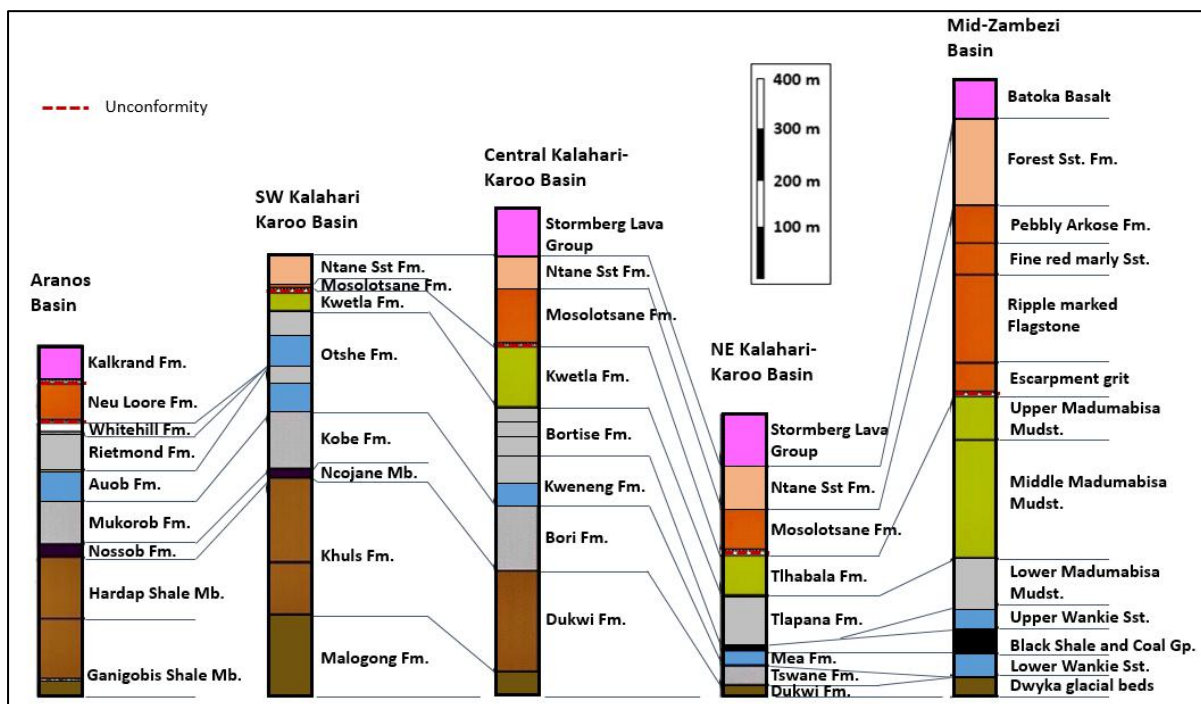 Unconformity
Aranos
Basin
Kalkrand Fm.
Neu Loore Fm.
Whitehill Fm.
Rietmond Fm.
Auob Fm.
Mukorob Fm.
Nossob Fm.
Hardap Shale Mb.
Ganigobis Shale Mb.
SW Kalahari
Karoo Basin
Ntane Sst Fm.
Mosolotsane Fm.
Kwetla Fm.
Otshe Fm.
Kobe Fm.
Ncojane Mb.
Khuls Fm.
Malogong Fm.
Central Kalahari-
Karoo Basin
Stormberg Lava
Group
Ntane Sst Fm.
Mosolotsane Fm.
Kwetla Fm.
Bortise Fm.
Kweneng Fm.
Bori Fm.
Dukwi Fm.
400 m
300 m
200 m
100 m
NE Kalahari-
Karoo Basin
Stormberg Lava
Group
Ntane Sst Fm.
Mosolotsane Fm.
Tlhabala Fm.
Tlapana Fm.
Mea Fm.
Tswane Fm.
Dukwi Fm.
Mid-Zambezi
Basin
Batoka Basalt
Forest Sst. Fm.
Pebbly Arkose Fm.
Fine red marly Sst.
Ripple marked
Flagstone
Escarpment grit
Upper Madumabisa
Mudst.
Middle Madumabisa
Mudst.
Lower Madumabisa
Mudst.
Upper Wankie Sst.
Black Shale and Coal Gp.
Lower Wankie Sst.
Dwyka glacial beds